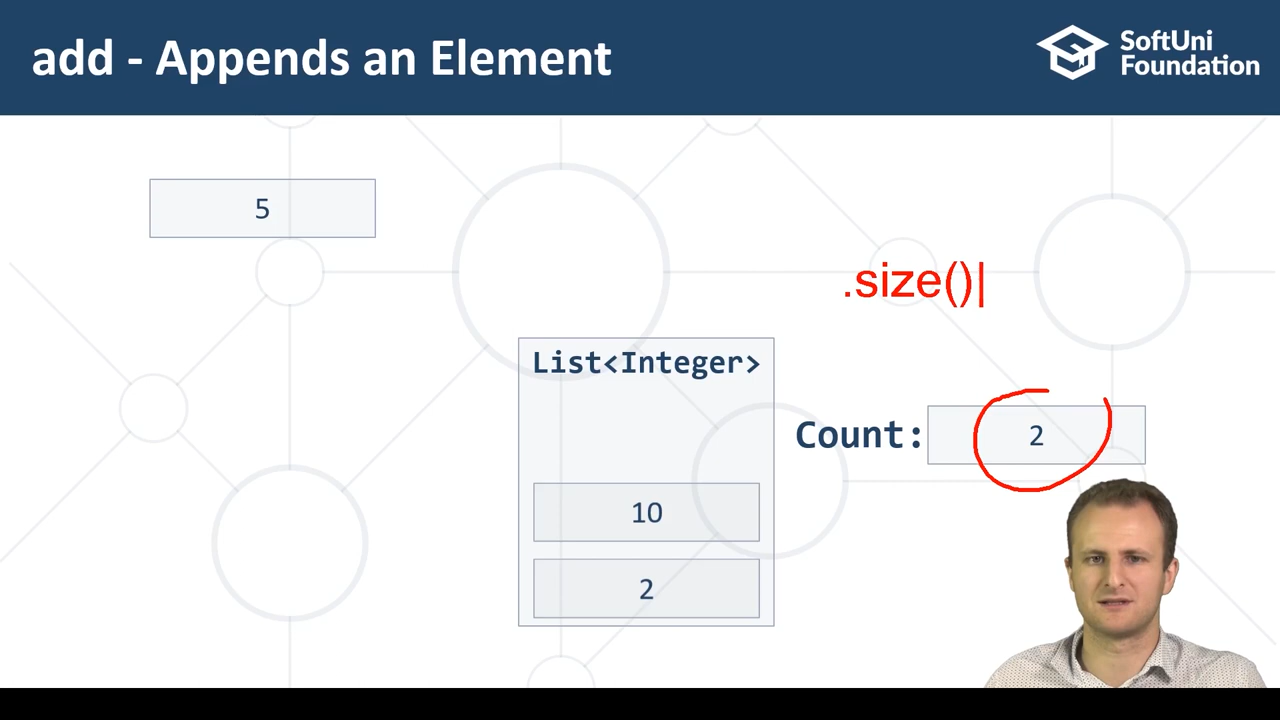 add - Appends an Element
SoftUni
Foundation
5
.size()
List<Integer>
Count: 2
10
2